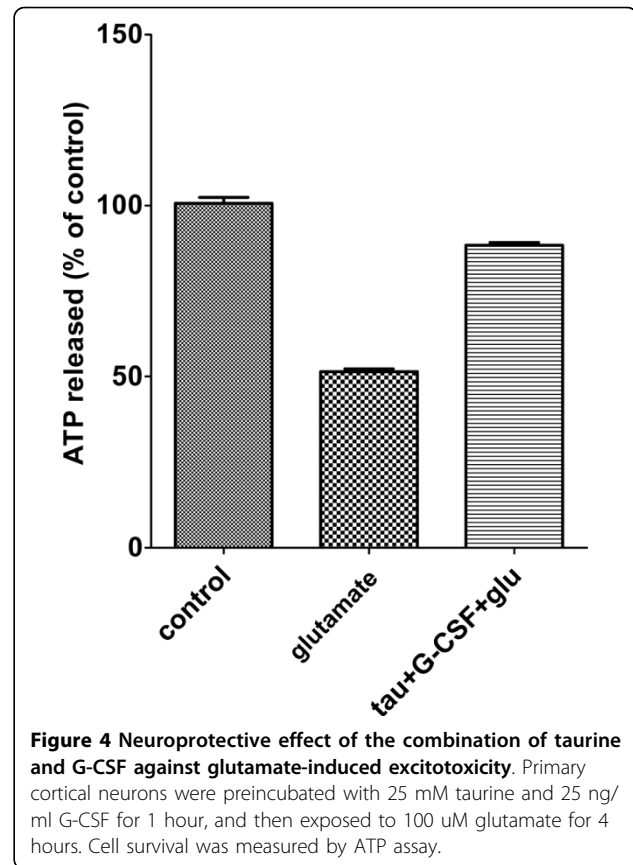 150
100
50
0
ATP released (% of control)
control
glutamate
tau+G-CSF+glu
Figure 4 Neuroprotective effect of the combination of taurine
and G-CSF against glutamate-induced excitotoxicity. Primary
cortical neurons were preincubated with 25 mM taurine and 25 ng/
ml G-CSF for 1 hour, and then exposed to 100 uM glutamate for 4
hours. Cell survival was measured by ATP assay.